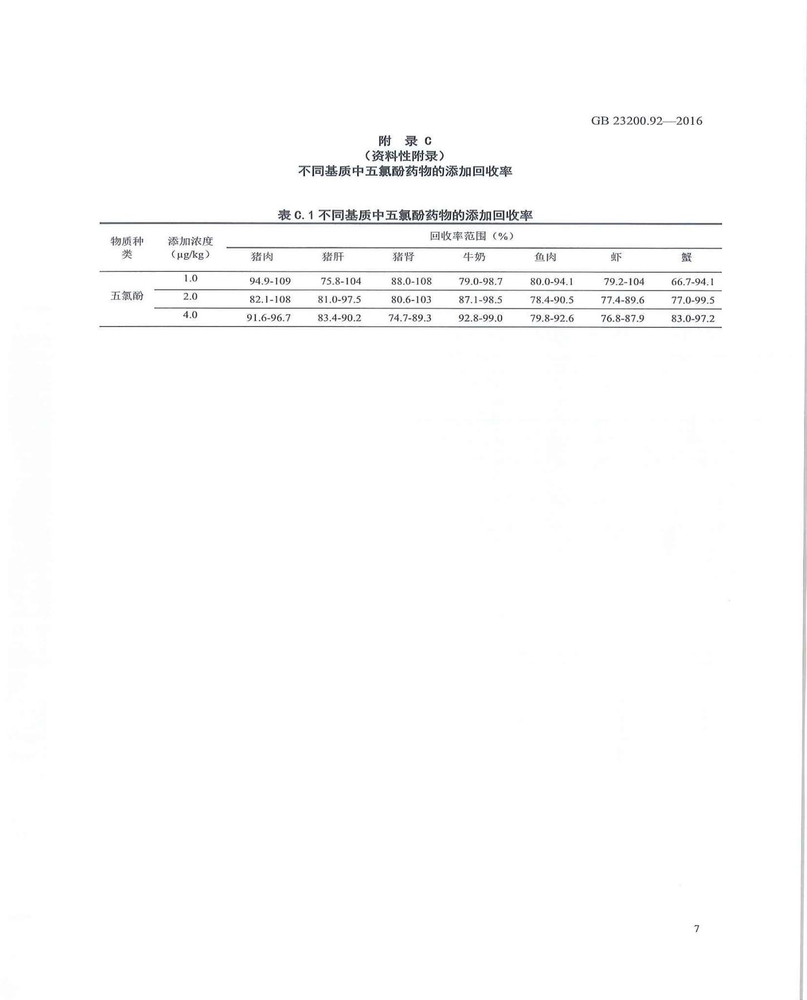 GB 23200.92—2016
附 录 C
（资料性附录）
不同基质中五氯酚药物的添加回收率
表 C.1 不同基质中五氯酚药物的添加回收率
物质种类 添加浓度（μg/kg） 回收率范围（%）
猪肉 猪肝 猪肾 牛奶 鱼肉 虾 蟹
五氯酚 1.0 94.9-109 75.8-104 88.0-108 79.0-98.7 80.0-94.1 79.2-104 66.7-94.1
2.0 82.1-108 81.0-97.5 80.6-103 87.1-98.5 78.4-90.5 77.4-89.6 77.0-99.5
4.0 91.6-96.7 83.4-90.2 74.7-89.3 92.8-99.0 79.8-92.6 76.8-87.9 83.0-97.2
7